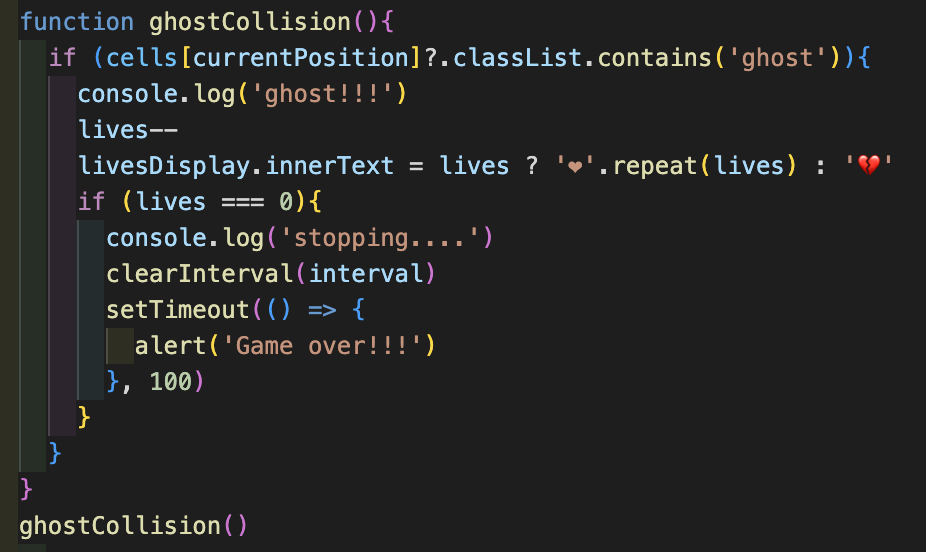 function ghostCollision(){
if (cells[currentPosition]?.classList.contains('ghost')){
console.log('ghost!!!')
lives--
livesDisplay.innerText = lives ? '❤'.repeat(lives) : '💔'
if (lives === 0){
console.log('stopping....')
clearInterval(interval)
setTimeout(() => {
alert('Game over!!!')
}, 100)
}
}
}
ghostCollision()